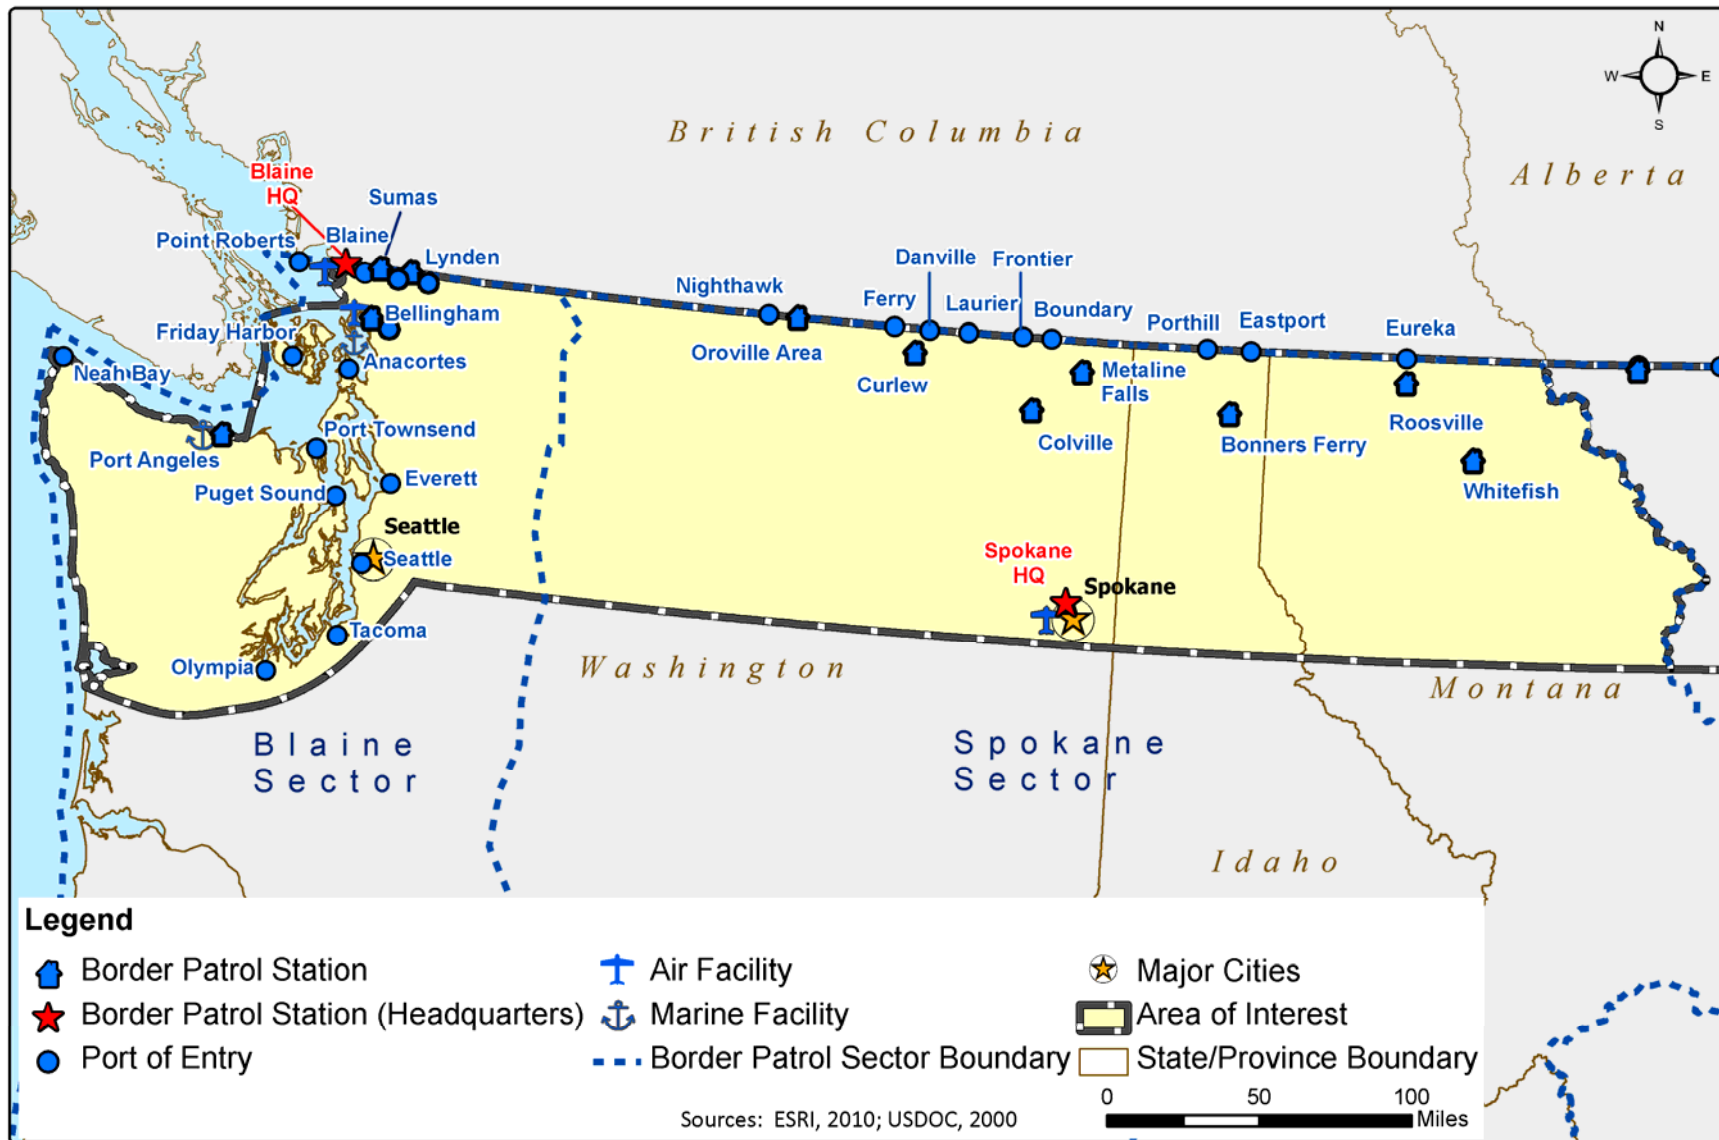 N
W
E
S
British Columbia
Alberta
Blaine
HQ
Sumas
Point Roberts
Blaine
Lynden
Danville
Frontier
Nighthawk
Ferry
Laurier
Boundary
Porthill
Eastport
Eureka
Bellingham
Friday Harbor
Oroville Area
Anacortes
Neah Bay
Curlew
Metaline
Falls
Roosville
Port Townsend
Colville
Bonners Ferry
Port Angeles
Everett
Puget Sound
Whitefish
Seattle
Seattle
Spokane
HQ
Spokane
Tacoma
Olympia
Washington
Montana
Blaine
Sector
Spokane
Sector
Idaho
Legend
Border Patrol Station
Border Patrol Station (Headquarters)
Port of Entry
Air Facility
Marine Facility
Border Patrol Sector Boundary
Major Cities
Area of Interest
State/Province Boundary
0 50 100
Miles
Sources: ESRI, 2010; USDOC, 2000